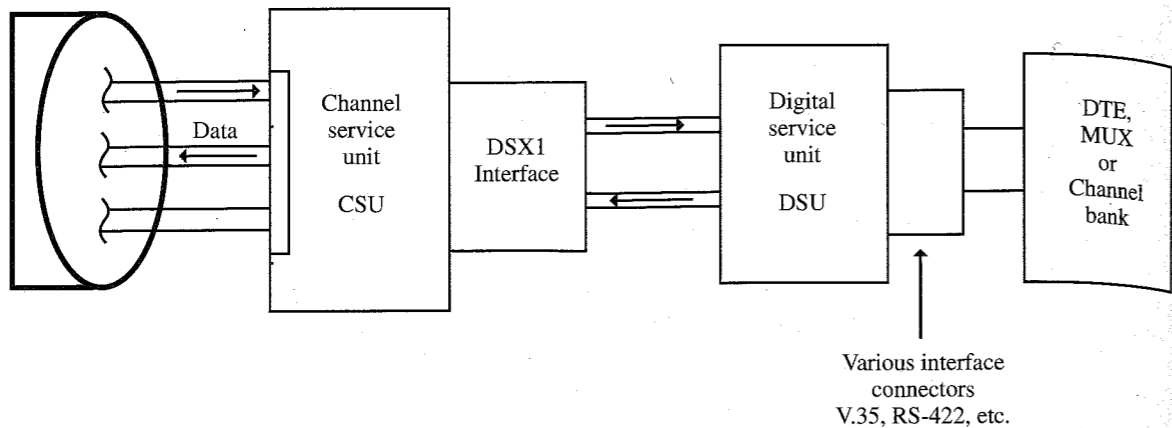 Data
Channel
service
unit
CSU
DSX1
Interface
Digital
service
unit
DSU
DTE,
MUX
or
Channel
bank
Various interface
connectors
V.35, RS-422, etc.